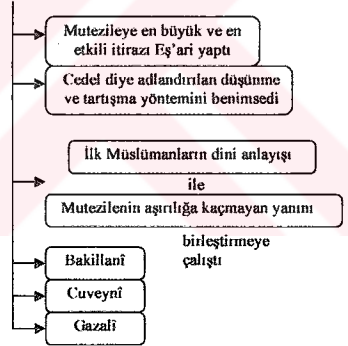 Mutezileye en büyük ve en
etkili itirazı Eş'ari yaptı
Cedel diye adlandırılan düşünme
ve tartışma yöntemini benimsedi
İlk Müslümanların dini anlayışı
ile
Mutezilenin aşırılığa kaçmayan yanını
birleştirmeye
çalıştı
Bakillanî
Cuveynî
Gazalî